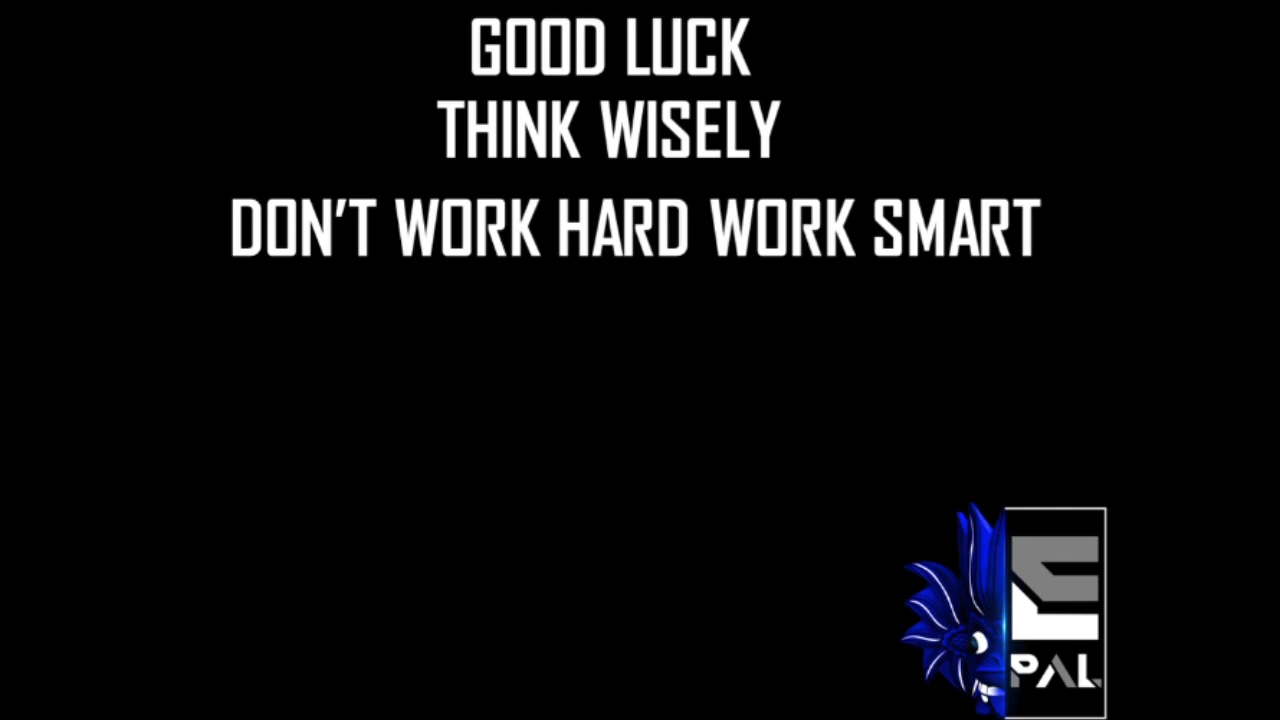 GOOD LUCK
THINK WISELY
DON'T WORK HARD WORK SMART
E
PAL